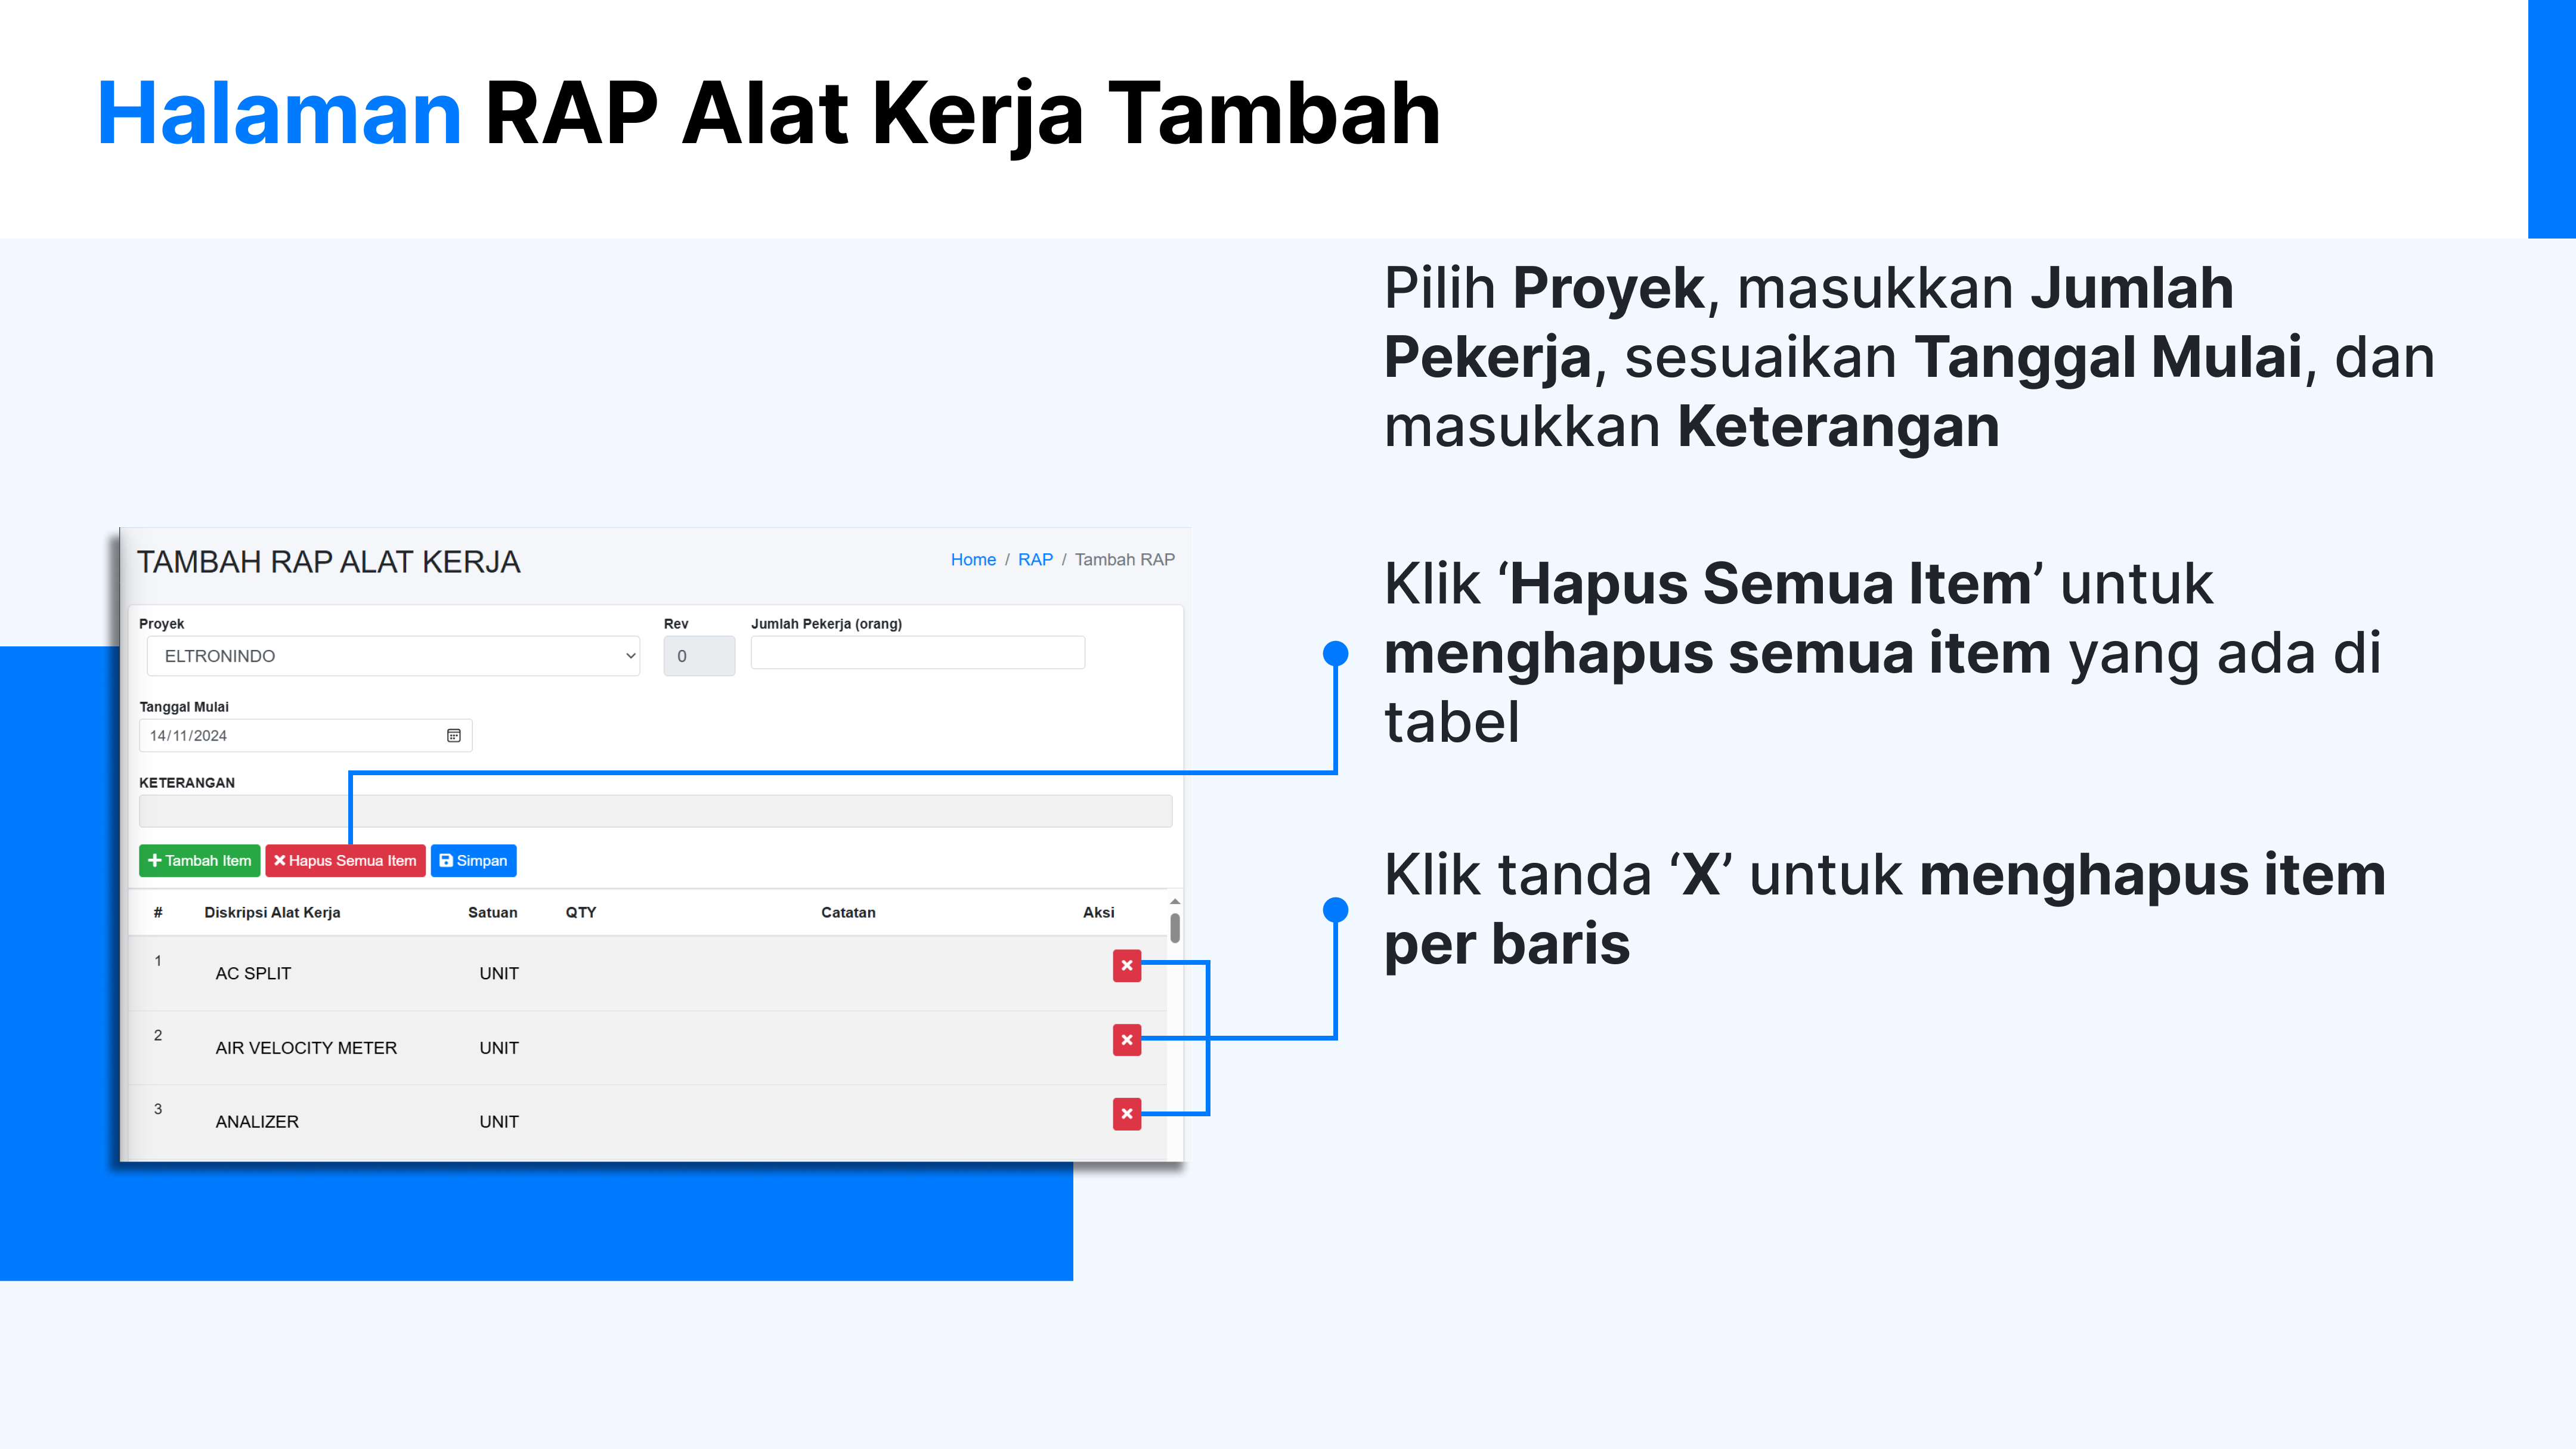 Halaman RAP Alat Kerja Tambah
Pilih Proyek, masukkan Jumlah
Pekerja, sesuaikan Tanggal Mulai, dan
masukkan Keterangan
Klik ‘Hapus Semua Item’ untuk
menghapus semua item yang ada di
tabel
Klik tanda ‘X’ untuk menghapus item
per baris
TAMBAH RAP ALAT KERJA
Home / RAP / Tambah RAP
Proyek Rev Jumlah Pekerja (orang)
ELTRONINDO 0
Tanggal Mulai
14/11/2024
KETERANGAN
Tambah Item Hapus Semua Item Simpan
# Diskripsi Alat Kerja Satuan QTY Catatan Aksi
1 AC SPLIT UNIT
2 AIR VELOCITY METER UNIT
3 ANALIZER UNIT